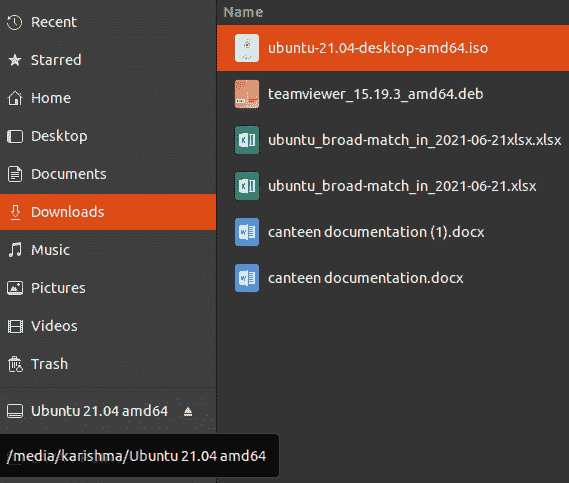 Recent
Starred
Home
Desktop
Documents
Downloads
Music
Pictures
Videos
Trash
Ubuntu 21.04 amd64
/media/karishma/Ubuntu 21.04 amd64
Name
ubuntu-21.04-desktop-amd64.iso
teamviewer_15.19.3_amd64.deb
ubuntu_broad-match_in_2021-06-21xlsx.xlsx
ubuntu_broad-match_in_2021-06-21.xlsx
canteen documentation (1).docx
canteen documentation.docx